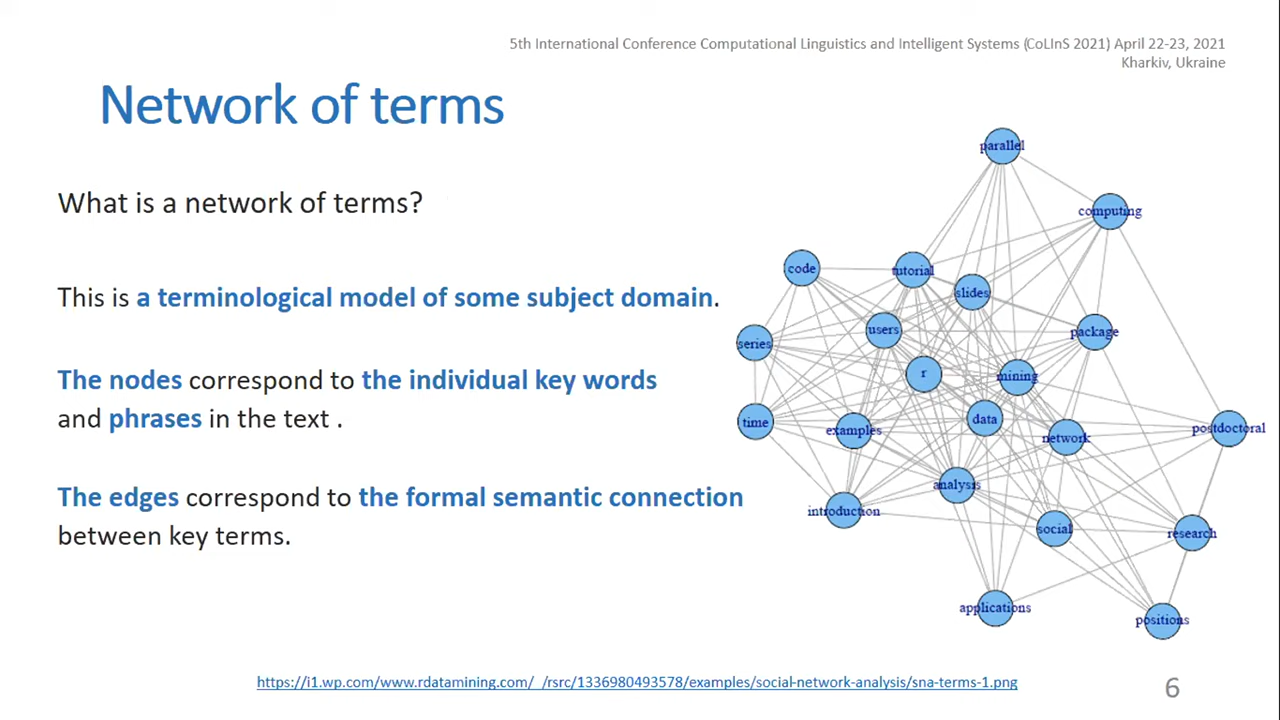 5th International Conference Computational Linguistics and Intelligent Systems (CoLInS 2021) April 22-23, 2021
Kharkiv, Ukraine
Network of terms
What is a network of terms?
This is a terminological model of some subject domain.
The nodes correspond to the individual key words
and phrases in the text .
The edges correspond to the formal semantic connection
between key terms.
parallel
computing
code
tutorial
slides
users
package
series
r
mining
time
examples
data
network
postdoctoral
analysis
introduction
social
research
applications
positions
https://i1.wp.com/www.rdatamining.com/_/rsrc/1336980493578/examples/social-network-analysis/sna-terms-1.png
6